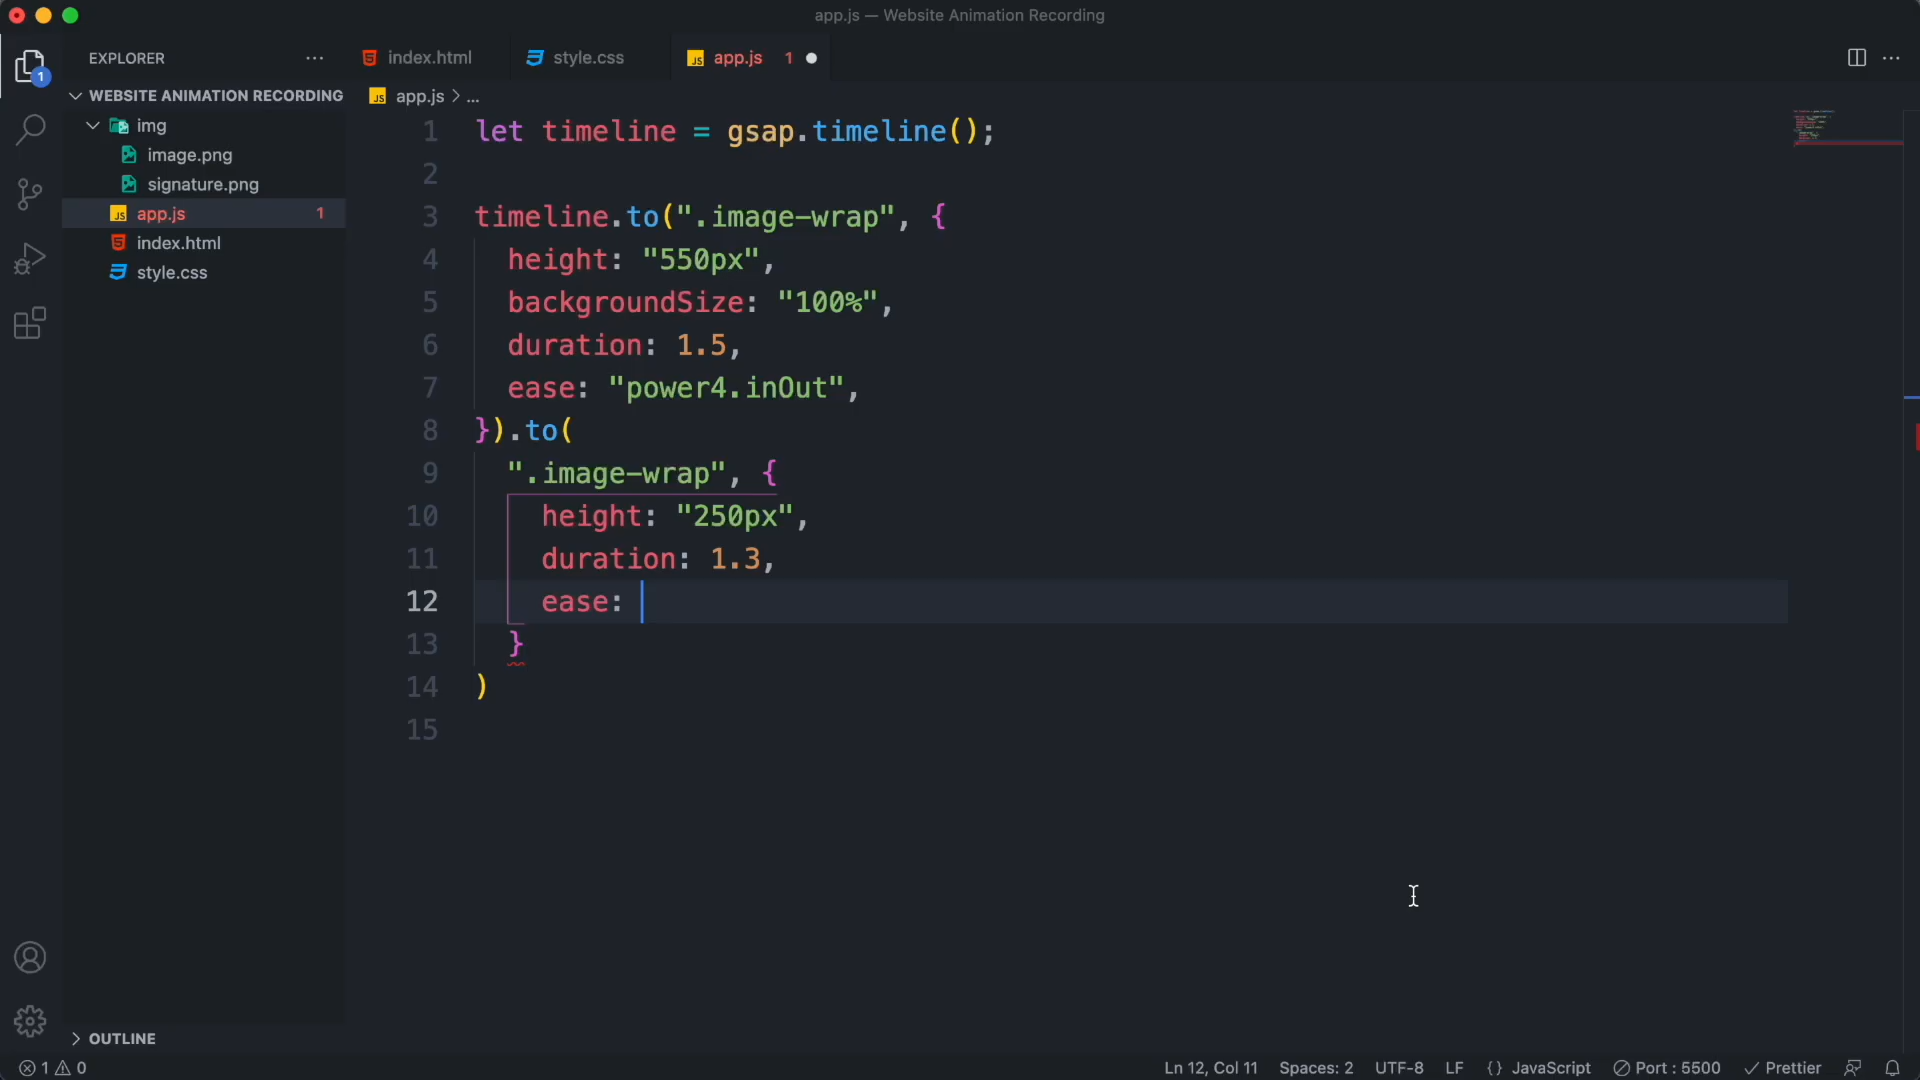 app.js — Website Animation Recording
EXPLORER
index.html
style.css
app.js 1
1
WEBSITE ANIMATION RECORDING
app.js > ...
img
image.png
signature.png
app.js 1
index.html
style.css
1 let timeline = gsap.timeline();
2
3 timeline.to(".image-wrap", {
4 height: "550px",
5 backgroundSize: "100%",
6 duration: 1.5,
7 ease: "power4.inOut",
8 }).to(
9 ".image-wrap", {
10 height: "250px",
11 duration: 1.3,
12 ease:
13 }
14 )
15
OUTLINE
1 0
Ln 12, Col 11 Spaces: 2 UTF-8 LF {} JavaScript Port : 5500 Prettier